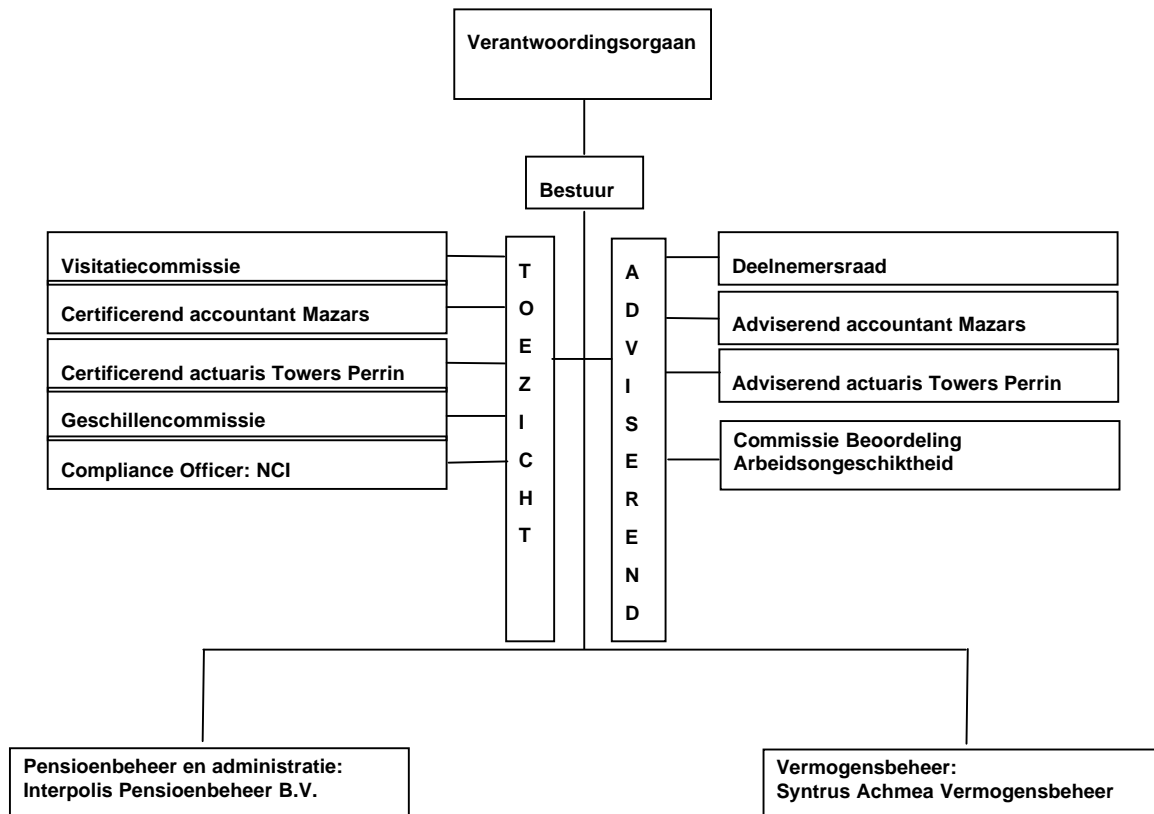 Verantwoordingsorgaan
Bestuur
Visitatiecommissie
Certificerend accountant Mazars
Certificerend actuaris Towers Perrin
Geschillencommissie
Compliance Officer: NCI
T
O
E
Z
I
C
H
T
A
D
V
I
S
E
R
E
N
D
Deelnemersraad
Adviserend accountant Mazars
Adviserend actuaris Towers Perrin
Commissie Beoordeling
Arbeidsongeschiktheid
Pensioenbeheer en administratie:
Interpolis Pensioenbeheer B.V.
Vermogensbeheer:
Syntrus Achmea Vermogensbeheer